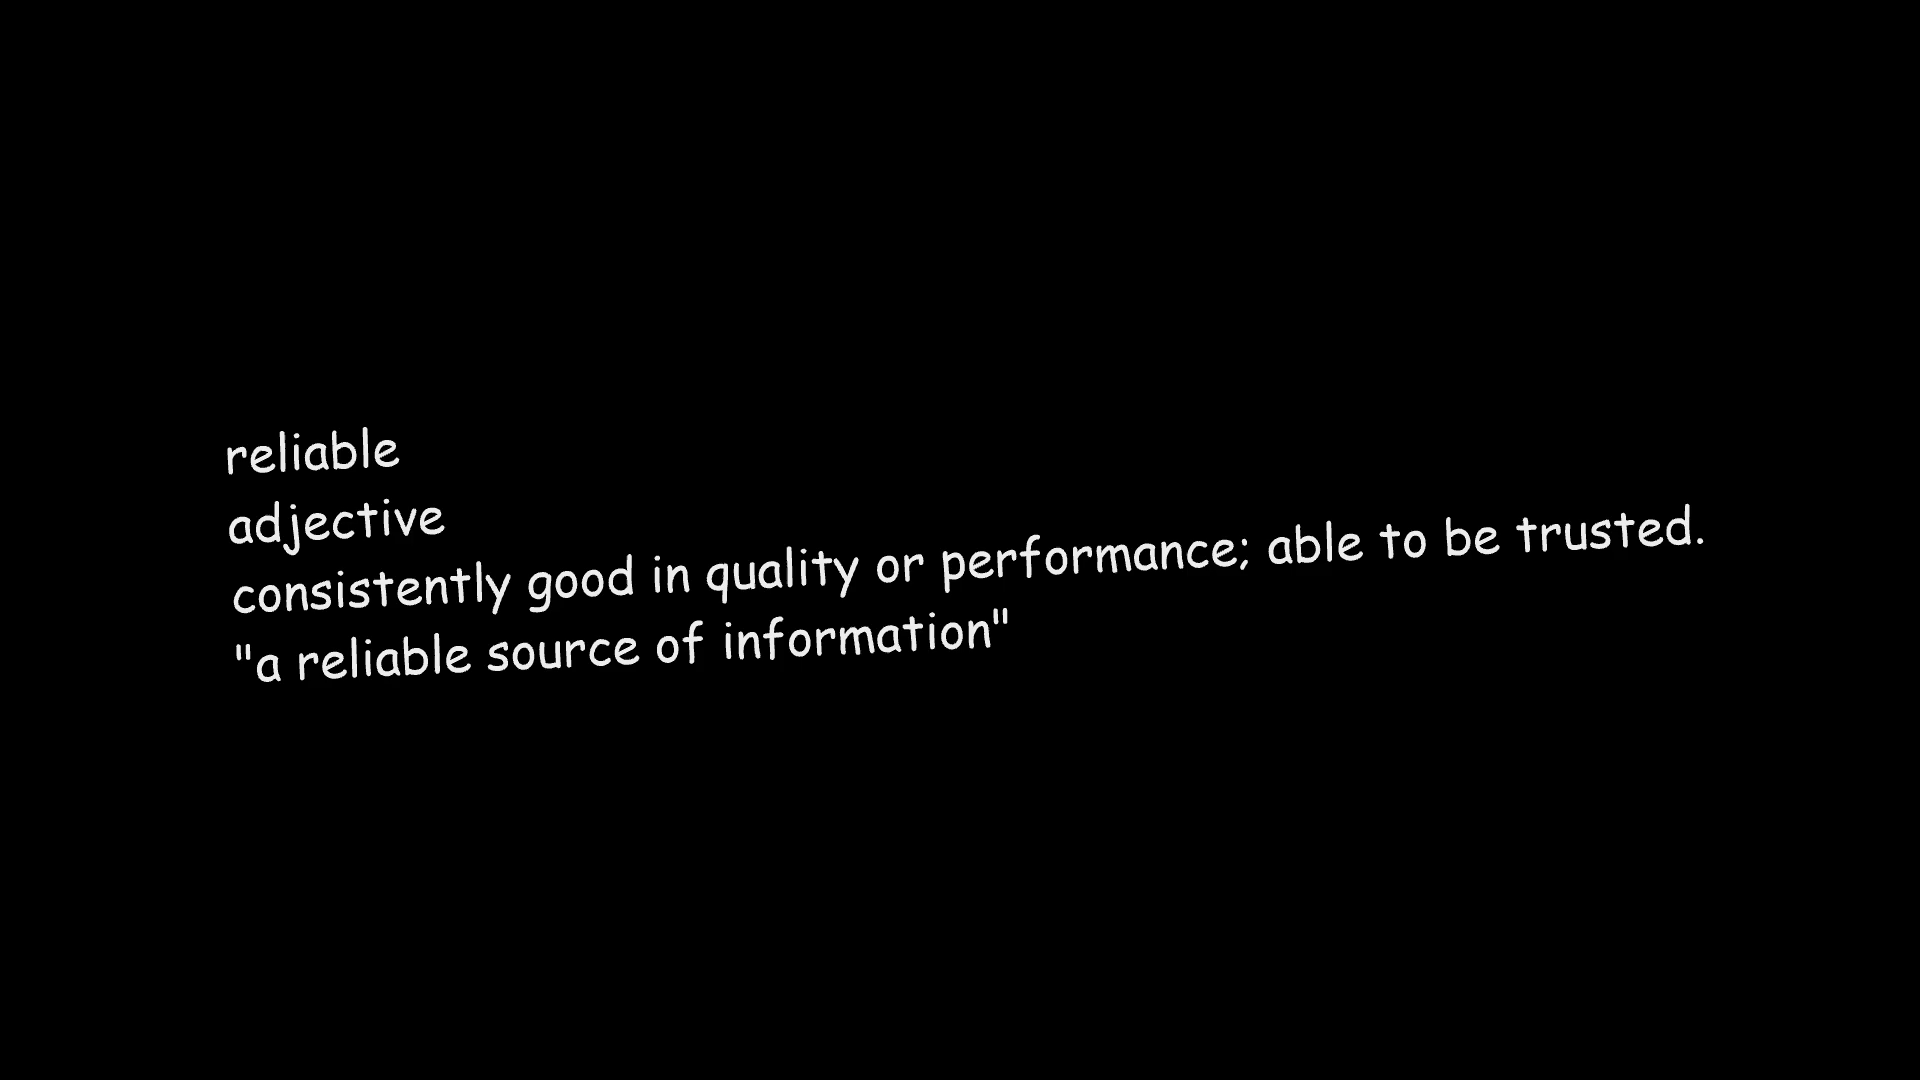 reliable
adjective
consistently good in quality or performance; able to be trusted.
"a reliable source of information"